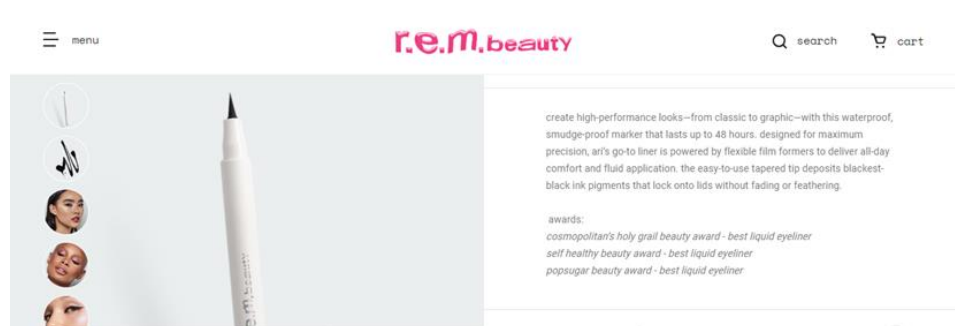 menu
r.e.m.beauty
search
cart
create high-performance looks—from classic to graphic—with this waterproof,
smudge-proof marker that lasts up to 48 hours. designed for maximum
precision, ari's go-to liner is powered by flexible film formers to deliver all-day
comfort and fluid application. the easy-to-use tapered tip deposits blackest-
black ink pigments that lock onto lids without fading or feathering.
awards:
cosmopolitan's holy grail beauty award - best liquid eyeliner
self healthy beauty award - best liquid eyeliner
popsugar beauty award - best liquid eyeliner
e.m.beauty